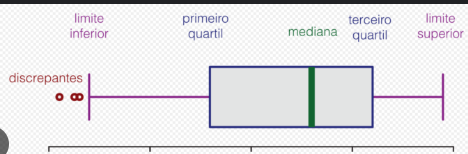 limite
inferior
primeiro
quartil
mediana
terceiro
quartil
limite
superior
discrepantes